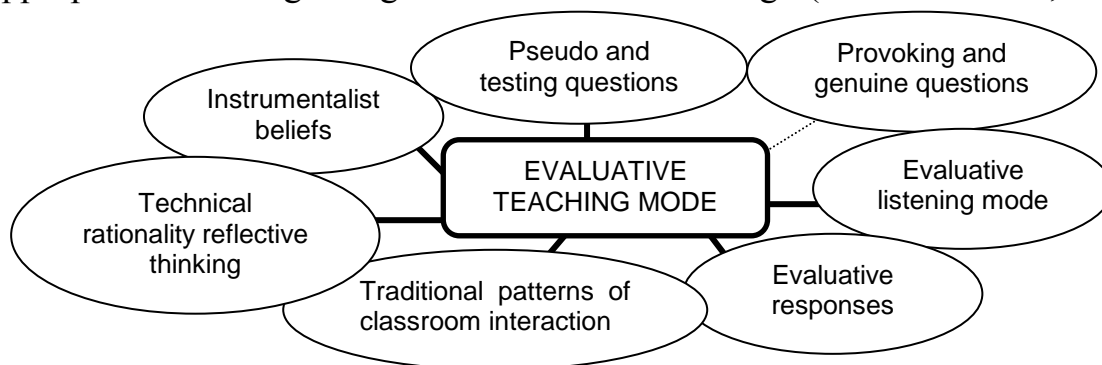 Pseudo and
testing questions
Provoking and
genuine questions
Instrumentalist
beliefs
EVALUATIVE
TEACHING MODE
Evaluative
listening mode
Technical
rationality reflective
thinking
Traditional patterns of
classroom interaction
Evaluative
responses